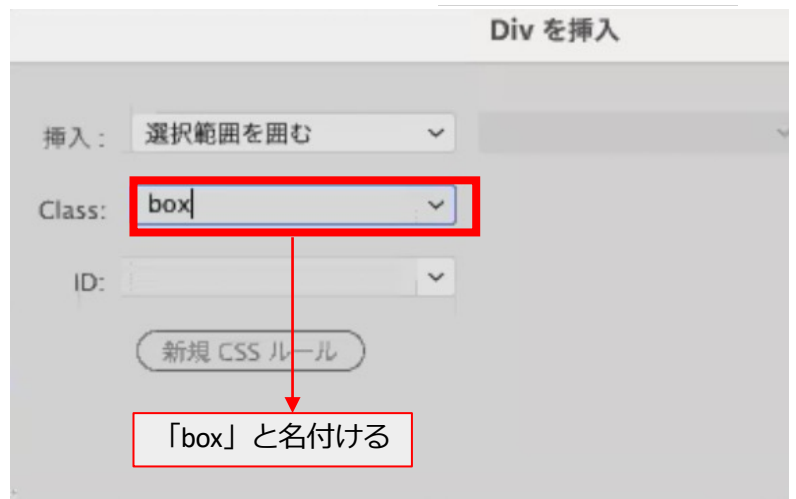 Div を挿入
挿入: 選択範囲を囲む
Class: box
ID:
新規 CSS ルール
「box」と名付ける